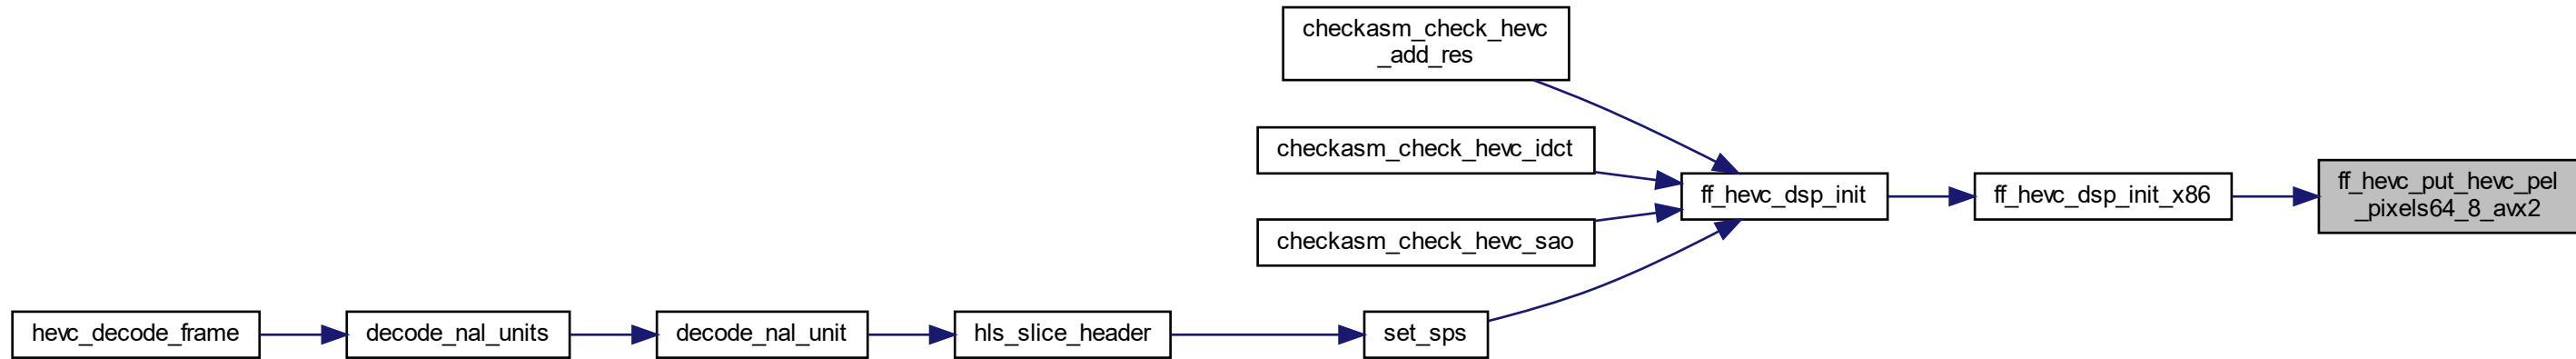 checkasm_check_hevc
_add_res
checkasm_check_hevc_idct
ff_hevc_dsp_init
ff_hevc_dsp_init_x86
ff_hevc_put_hevc_pel
_pixels64_8_avx2
checkasm_check_hevc_sao
hevc_decode_frame
decode_nal_units
decode_nal_unit
hls_slice_header
set_sps